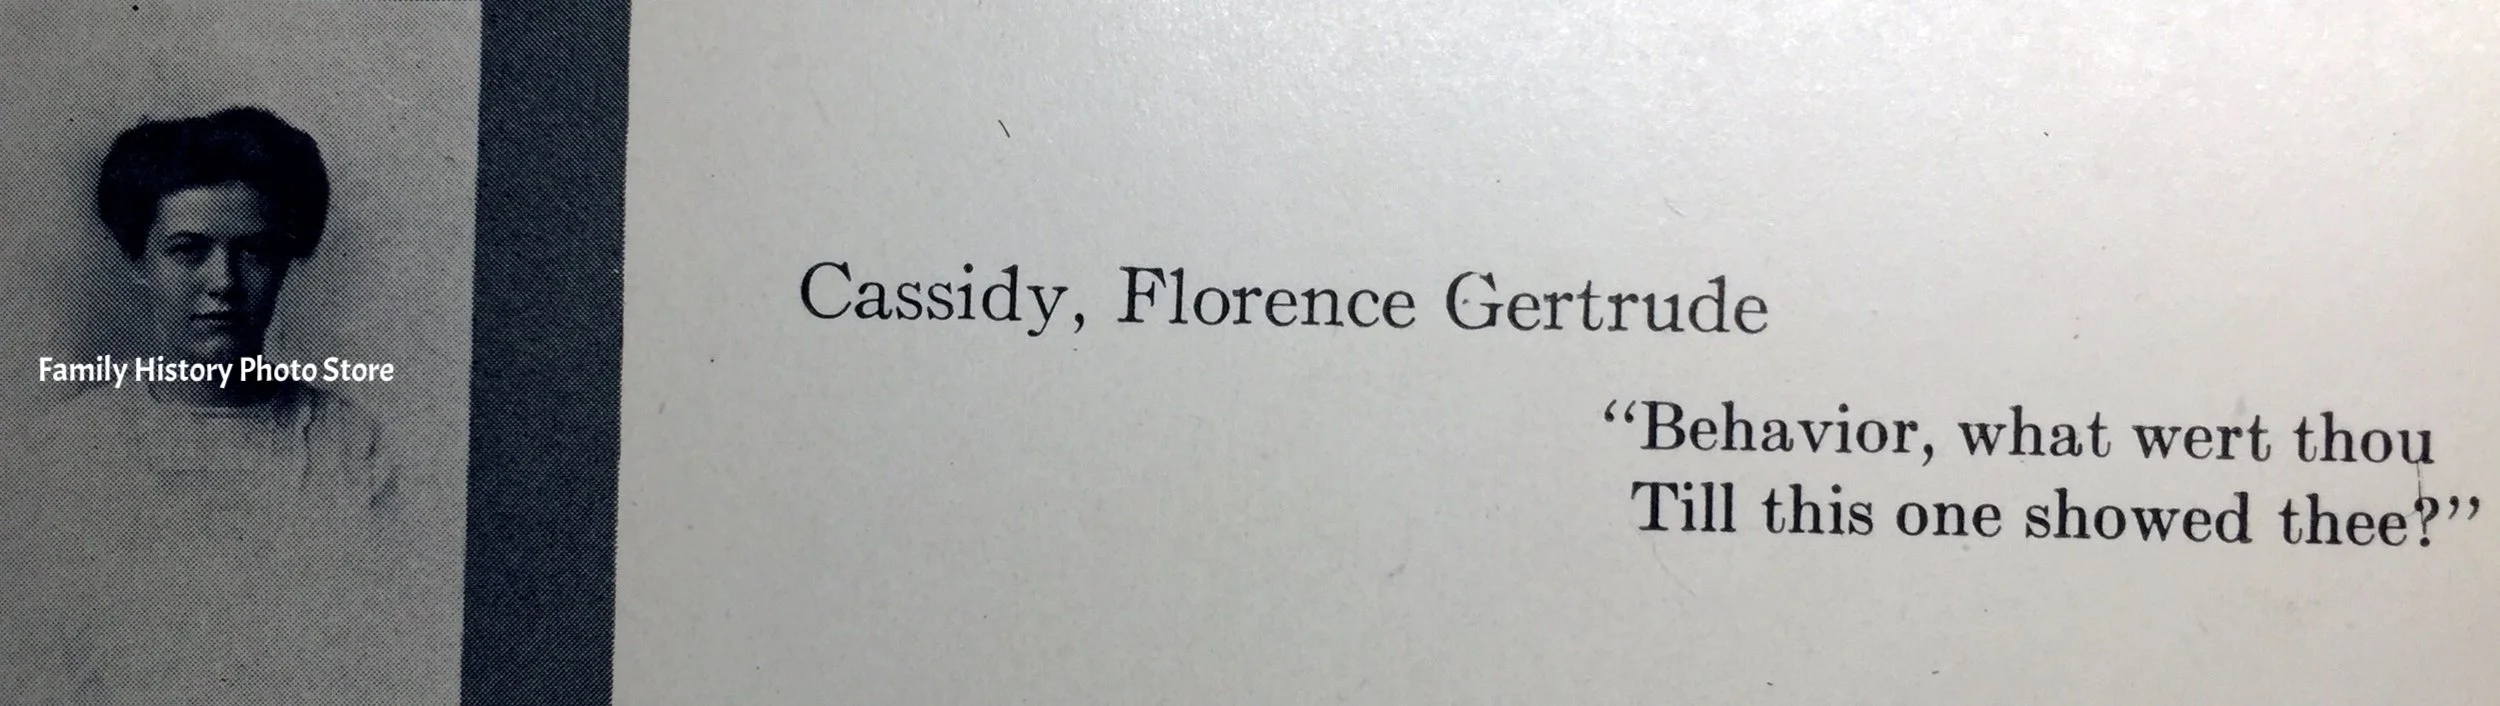 Family History Photo Store
Cassidy, Florence Gertrude
“Behavior, what wert thou
Till this one showed thee?”